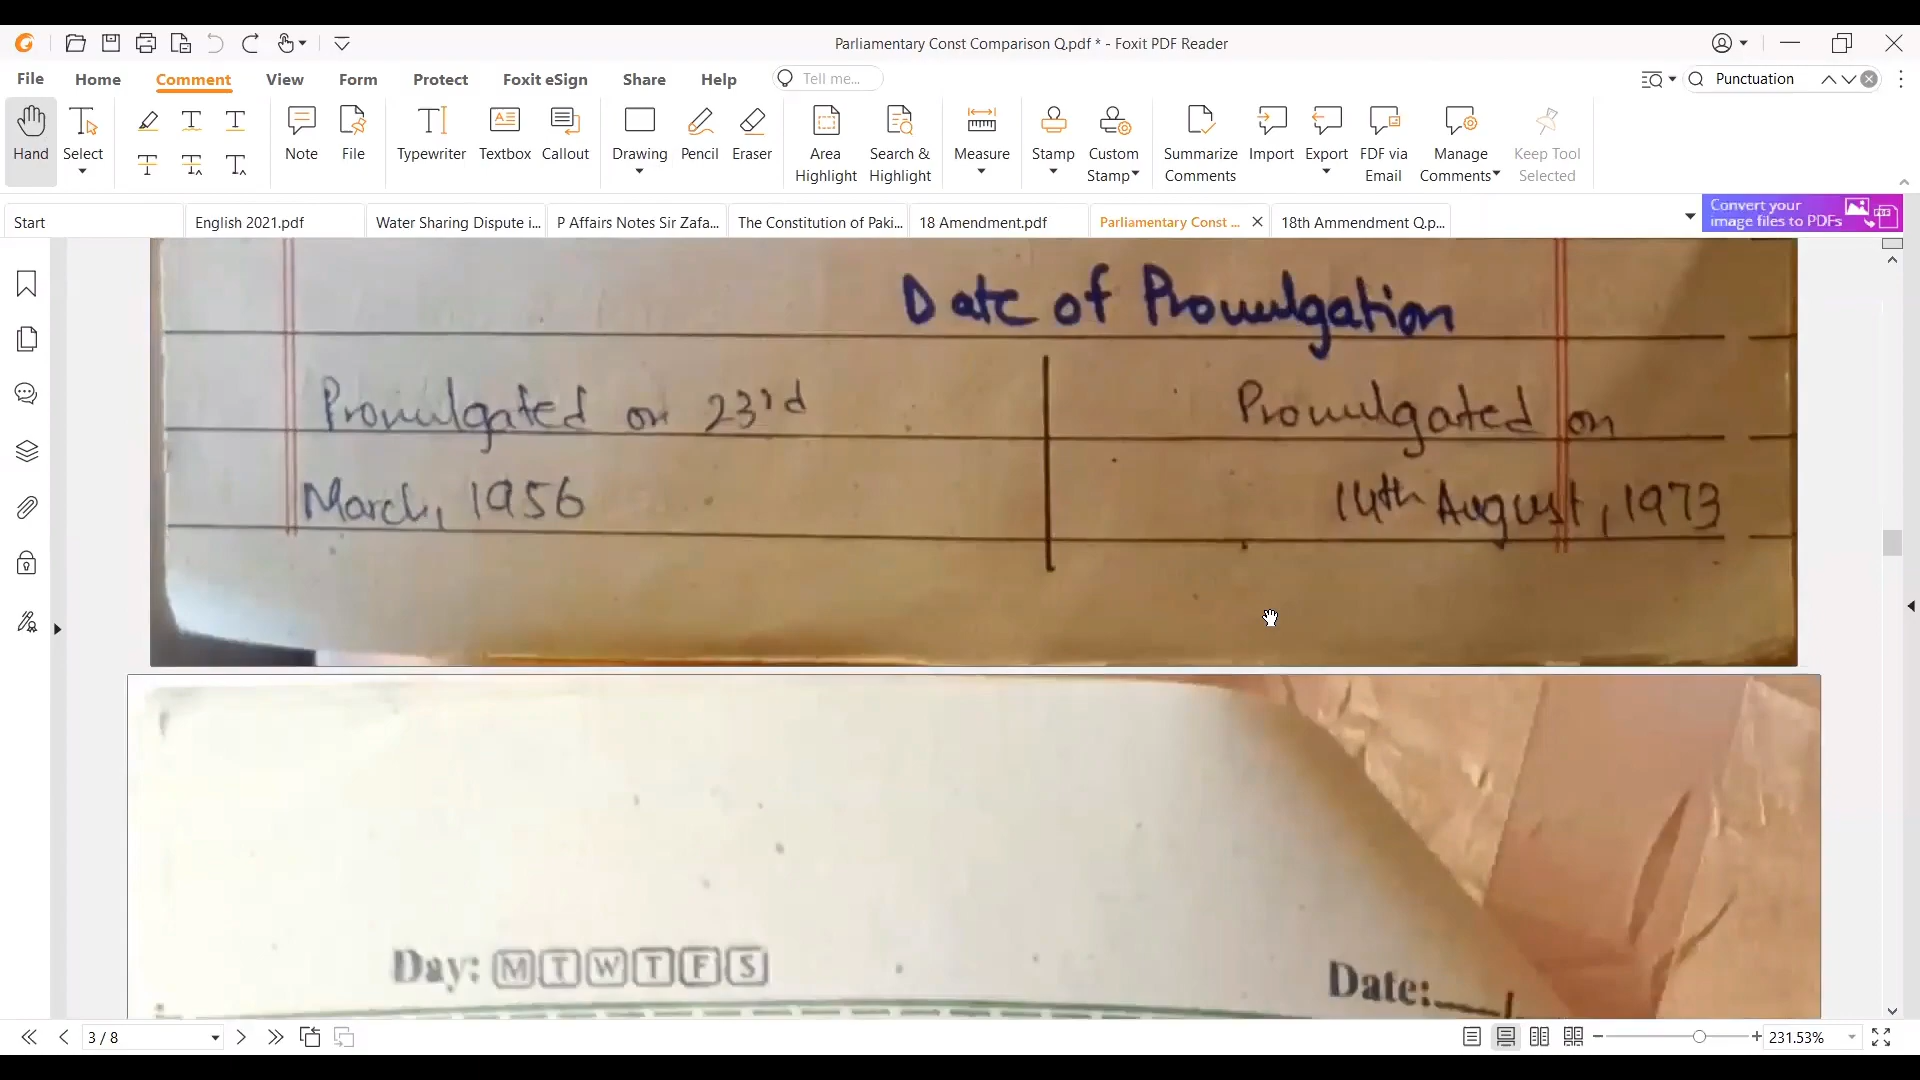 Parliamentary Const Comparison Q.pdf * - Foxit PDF Reader
File Home Comment View Form Protect Foxit eSign Share Help Tell me... Punctuation
Hand Select Note File Typewriter Textbox Callout Drawing Pencil Eraser Area Highlight Search & Highlight Measure Stamp Custom Stamp Summarize Comments Import Export FDF via Email Manage Comments Keep Tool Selected
Start English 2021.pdf Water Sharing Dispute i... P Affairs Notes Sir Zafa... The Constitution of Paki... 18 Amendment.pdf Parliamentary Const ... 18th Ammendment Q.p...
Convert your
image files to PDFs
Date of Promulgation
Promulgated on 23rd
March, 1956
Promulgated on
14th August, 1973
Day: M T W T F S
Date:
3 / 8
231.53%